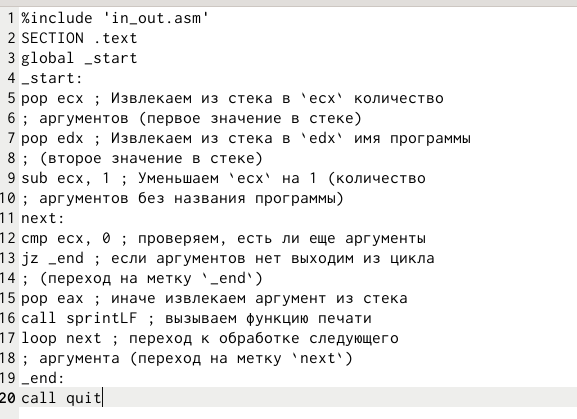 1 %include 'in_out.asm'
2 SECTION .text
3 global _start
4 _start:
5 pop ecx ; Извлекаем из стека в `ecx` количество
6 ; аргументов (первое значение в стеке)
7 pop edx ; Извлекаем из стека в `edx` имя программы
8 ; (второе значение в стеке)
9 sub ecx, 1 ; Уменьшаем `ecx` на 1 (количество
10 ; аргументов без названия программы)
11 next:
12 cmp ecx, 0 ; проверяем, есть ли еще аргументы
13 jz _end ; если аргументов нет выходим из цикла
14 ; (переход на метку `_end`)
15 pop eax ; иначе извлекаем аргумент из стека
16 call sprintLF ; вызываем функцию печати
17 loop next ; переход к обработке следующего
18 ; аргумента (переход на метку `next`)
19 _end:
20 call quit